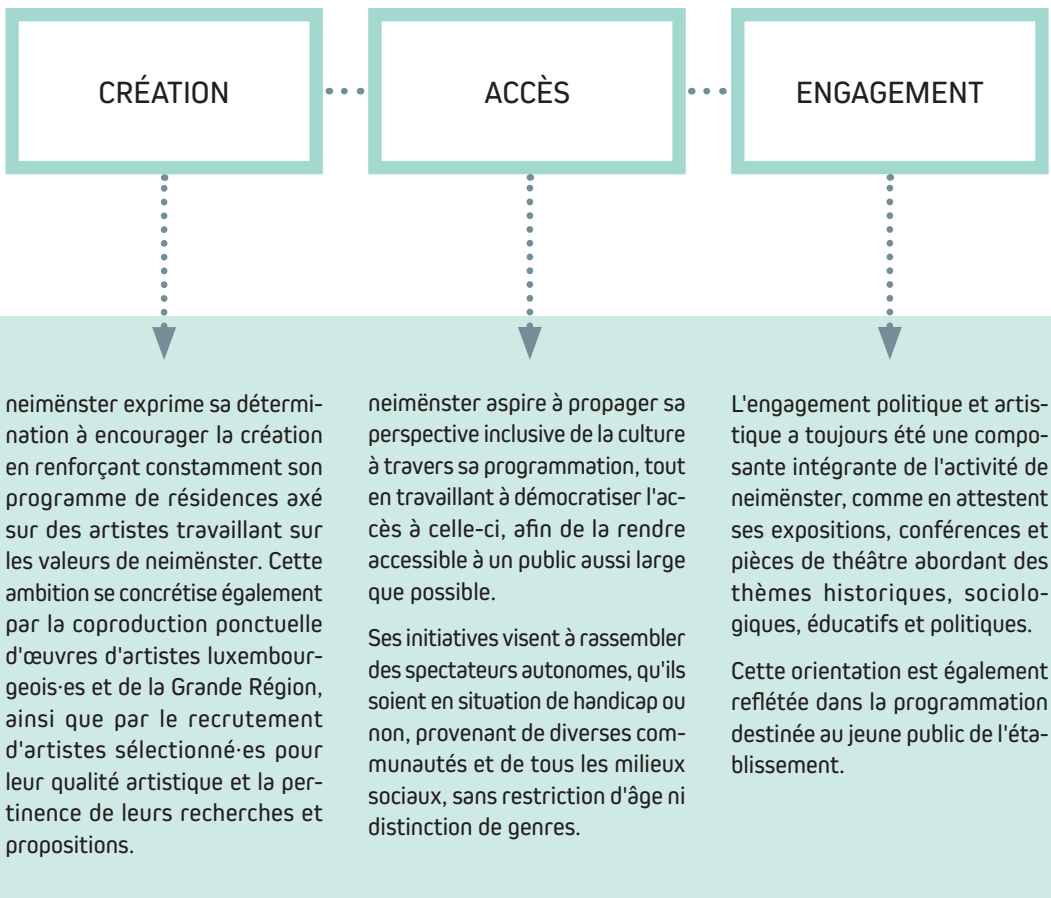 CRÉATION
ACCÈS
ENGAGEMENT
neimënster exprime sa détermi-
nation à encourager la création
en renforçant constamment son
programme de résidences axé
sur des artistes travaillant sur
les valeurs de neimënster. Cette
ambition se concrétise également
par la coproduction ponctuelle
d'œuvres d'artistes luxembour-
geois·es et de la Grande Région,
ainsi que par le recrutement
d'artistes sélectionné·es pour
leur qualité artistique et la per-
tinence de leurs recherches et
propositions.
neimënster aspire à propager sa
perspective inclusive de la culture
à travers sa programmation, tout
en travaillant à démocratiser l'ac-
cès à celle-ci, afin de la rendre
accessible à un public aussi large
que possible.
Ses initiatives visent à rassembler
des spectateurs autonomes, qu'ils
soient en situation de handicap ou
non, provenant de diverses com-
munautés et de tous les milieux
sociaux, sans restriction d'âge ni
distinction de genres.
L'engagement politique et artis-
tique a toujours été une compo-
sante intégrante de l'activité de
neimënster, comme en attestent
ses expositions, conférences et
pièces de théâtre abordant des
thèmes historiques, sociolo-
giques, éducatifs et politiques.
Cette orientation est également
reflétée dans la programmation
destinée au jeune public de l'éta-
blissement.